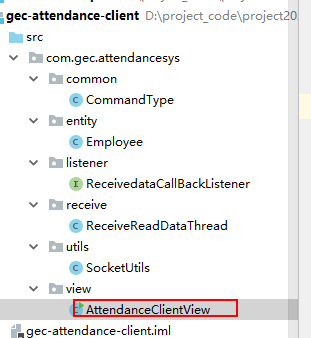 gec-attendance-client D:\project_code\project20
src
com.gec.attendancesys
common
CommandType
entity
Employee
listener
ReceivedataCallBackListener
receive
ReceiveReadDataThread
utils
SocketUtils
view
AttendanceClientView
gec-attendance-client.iml